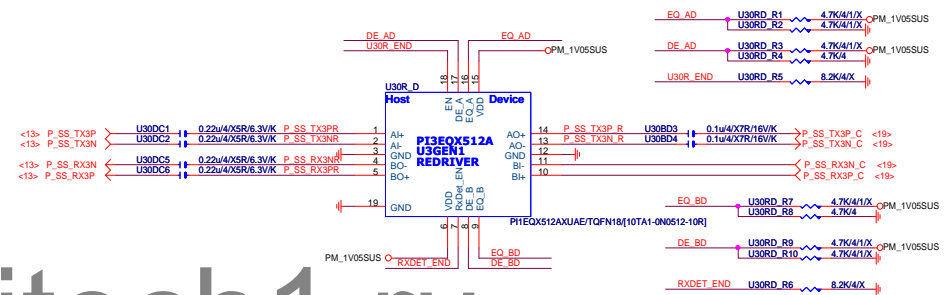 EQ_AD U30RD_R1 4.7K/4/1/X PM_1V05SUS
U30RD_R2 4.7K/4/1/X
DE_AD EQ_AD
U30R_END PM_1V05SUS
DE_AD U30RD_R3 4.7K/4/1/X PM_1V05SUS
U30RD_R4 4.7K/4
U30R_END U30RD_R5 8.2K/4/X
18 17 16 15
U30R_D
Host EN DE_A EQ_A VDD Device
<13> P_SS_TX3P U30DC1 0.22u/4/X5R/6.3V/K P_SS_TX3PR 1 AI+ AO+ 14 P_SS_TX3P_R U30BD3 0.1u/4/X7R/16V/K P_SS_TX3P_C <19>
<13> P_SS_TX3N U30DC2 0.22u/4/X5R/6.3V/K P_SS_TX3NR 2 AI- AO- 13 P_SS_TX3N_R U30BD4 0.1u/4/X7R/16V/K P_SS_TX3N_C <19>
3 GND GND 12
<13> P_SS_RX3N U30DC5 0.22u/4/X5R/6.3V/K P_SS_RX3NR 4 BO- BI- 11 P_SS_RX3N_C <19>
<13> P_SS_RX3P U30DC6 0.22u/4/X5R/6.3V/K P_SS_RX3PR 5 BO+ BI+ 10 P_SS_RX3P_C <19>
PI3EQX512A
U3GEN1
REDRIVER
19 GND
VDD RxDet_EN DE_B EQ_B
6 7 8 9
PI1EQX512AXUAE/TQFN18/[10TA1-0N0512-10R]
EQ_BD U30RD_R7 4.7K/4/1/X PM_1V05SUS
U30RD_R8 4.7K/4
PM_1V05SUS EQ_BD
RXDET_END DE_BD
DE_BD U30RD_R9 4.7K/4/1/X PM_1V05SUS
U30RD_R10 4.7K/4/1/X
RXDET_END U30RD_R6 8.2K/4/X